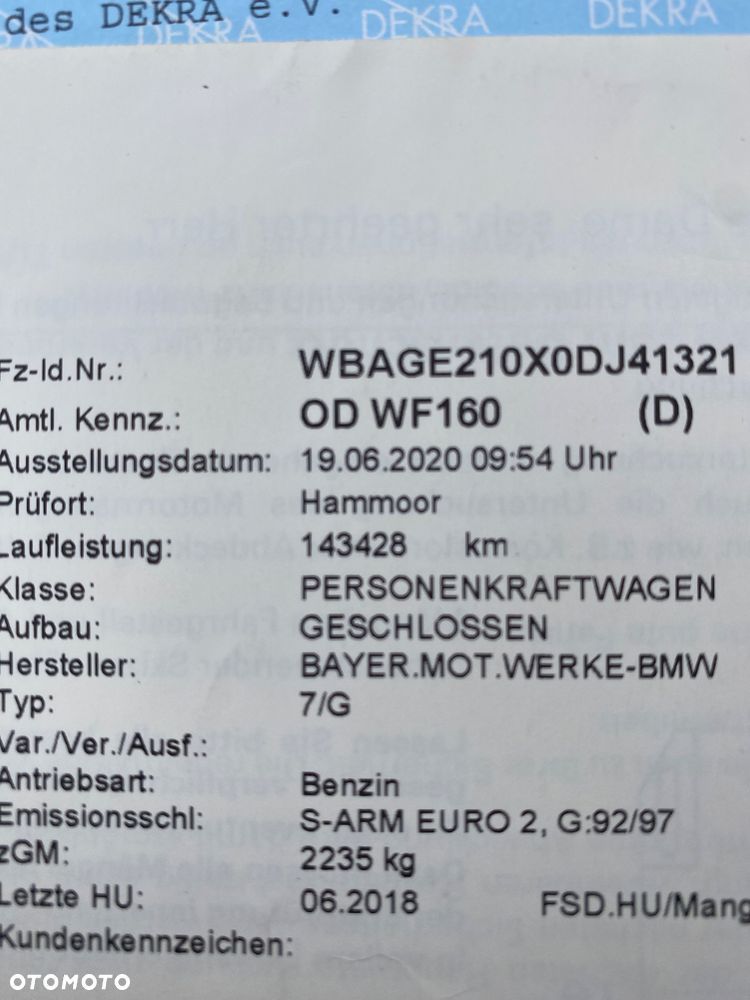 des DEKRA e.V.
DEKRA DEKRA DEKRA
Fz-Id.Nr.: WBAGE210X0DJ41321
Amtl. Kennz.: OD WF160 (D)
Ausstellungsdatum: 19.06.2020 09:54 Uhr
Prüfort: Hammoor
Laufleistung: 143428 km
Klasse: PERSONENKRAFTWAGEN
Aufbau: GESCHLOSSEN
Hersteller: BAYER.MOT.WERKE-BMW
Typ: 7/G
Var./Ver./Ausf.:
Antriebsart: Benzin
Emissionsschl: S-ARM EURO 2, G:92/97
zGM: 2235 kg
Letzte HU: 06.2018 FSD.HU/Mang
Kundenkennzeichen:
OTOMOTO